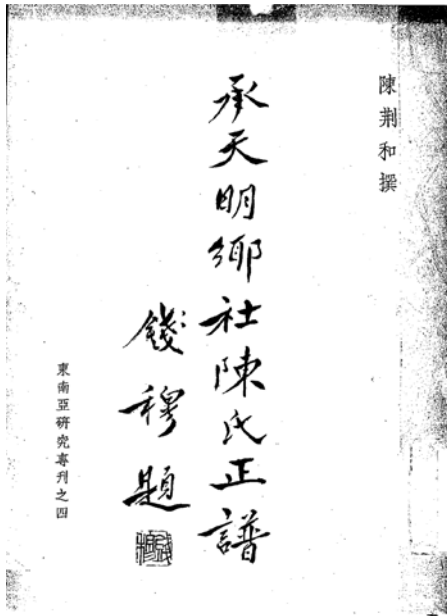 陳荆和撰
承天明鄉社陳氏正譜
錢穆題
東南亞研究專刊之四